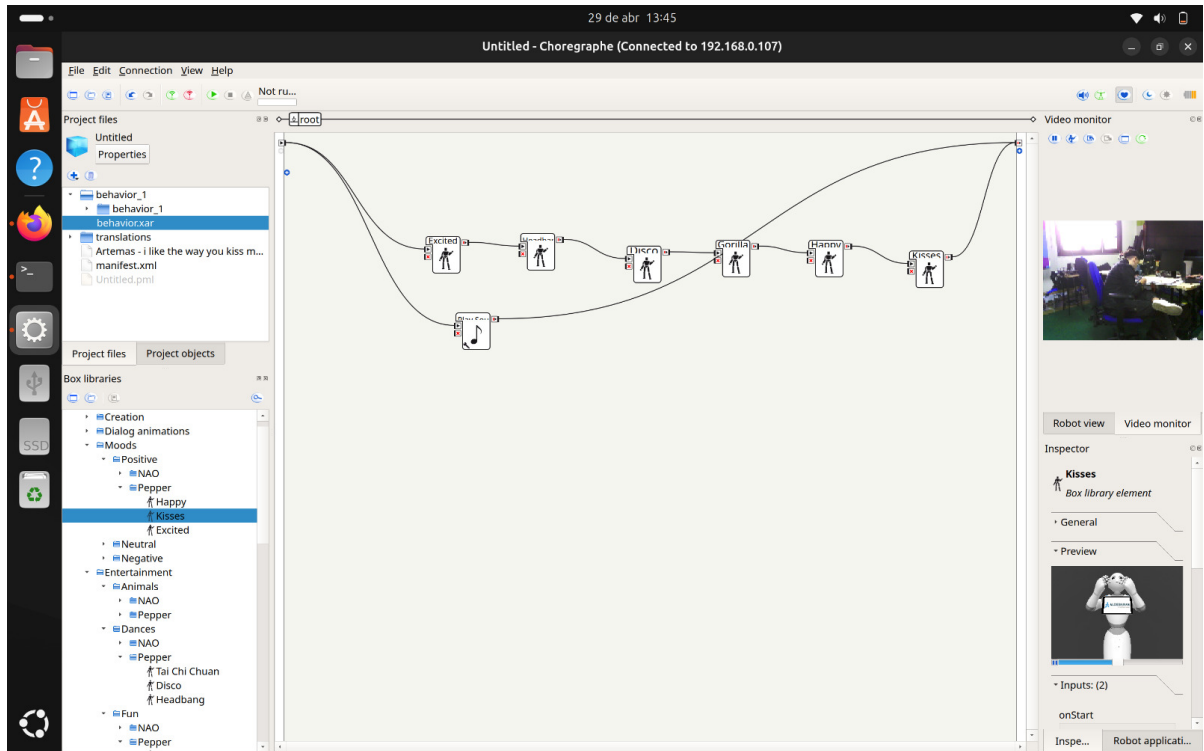 29 de abr 13:45
Untitled - Choregraphe (Connected to 192.168.0.107)
File Edit Connection View Help
Not ru...
Project files
Untitled
Properties
behavior_1
behavior_1
behavior.xar
translations
Artemas - i like the way you kiss m...
manifest.xml
Untitled.pml
Project files Project objects
Box libraries
Creation
Dialog animations
Moods
Positive
NAO
Pepper
Happy
Kisses
Excited
Neutral
Negative
Entertainment
Animals
NAO
Pepper
Dances
NAO
Pepper
Tai Chi Chuan
Disco
Headbang
Fun
NAO
Pepper
SSD
root
Excited
Disco
Gorilla
Happy
Kisses
Video monitor
Robot view Video monitor
Inspector
Kisses
Box library element
General
Preview
Inputs: (2)
onStart
Inspe... Robot applicati...